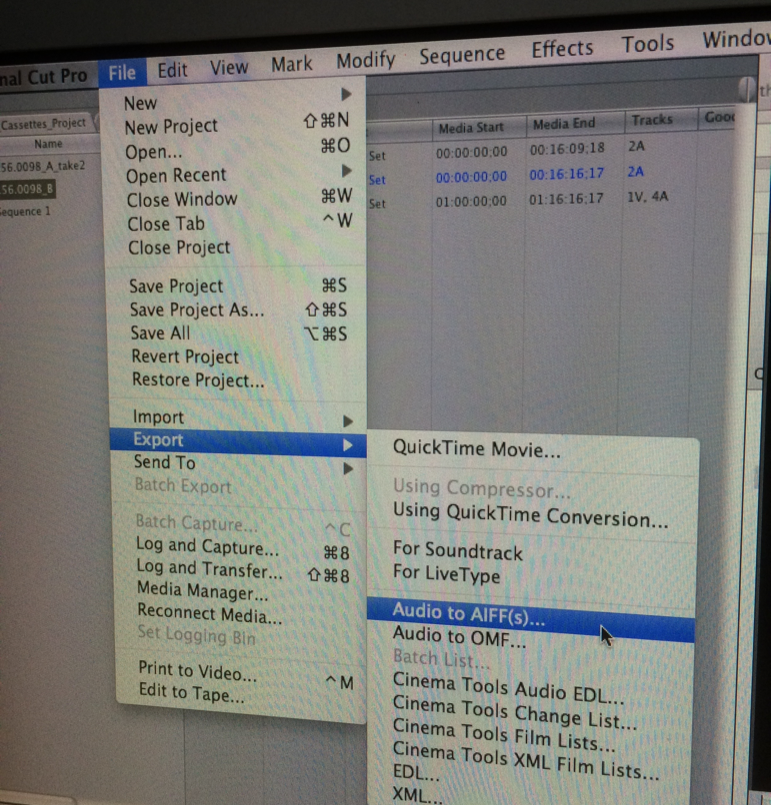 nal Cut Pro File Edit View Mark Modify Sequence Effects Tools Window
Cassettes_Project
Name
56.0098_A_take2
56.0098_B
equence 1
New
New Project ⇧⌘N
Open... ⌘O
Open Recent
Close Window ⌘W
Close Tab ^W
Close Project
Save Project ⌘S
Save Project As... ⇧⌘S
Save All ⌥⌘S
Revert Project
Restore Project...
Import
Export
Send To
Batch Export
Batch Capture... ^C
Log and Capture... ⌘8
Log and Transfer... ⇧⌘8
Media Manager...
Reconnect Media...
Set Logging Bin
Print to Video... ^M
Edit to Tape...
Media Start Media End Tracks Good
Set 00:00:00;00 00:16:09;18 2A
Set 00:00:00;00 00:16:16;17 2A
Set 01:00:00;00 01:16:16;17 1V, 4A
QuickTime Movie...
Using Compressor...
Using QuickTime Conversion...
For Soundtrack
For LiveType
Audio to AIFF(s)...
Audio to OMF...
Batch List...
Cinema Tools Audio EDL...
Cinema Tools Change List...
Cinema Tools Film Lists...
Cinema Tools XML Film Lists...
EDL...
XML...